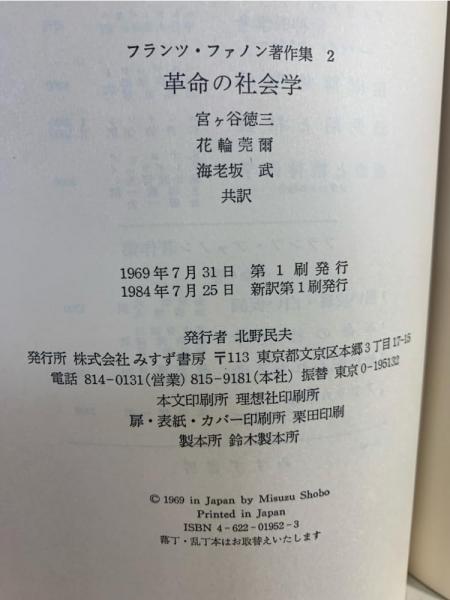 フランツ・ファノン著作集 2
革命の社会学
宮ヶ谷徳三
花輪莞爾
海老坂 武
共訳
1969年7月31日 第1刷発行
1984年7月25日 新訳第1刷発行
発行者 北野民夫
発行所 株式会社 みすず書房 〒113 東京都文京区本郷3丁目17-15
電話 814-0131(営業) 815-9181(本社) 振替 東京0-195132
本文印刷所 理想社印刷所
扉・表紙・カバー印刷所 栗田印刷
製本所 鈴木製本所
© 1969 in Japan by Misuzu Shobo
Printed in Japan
ISBN 4-622-01952-3
落丁・乱丁本はお取替えいたします